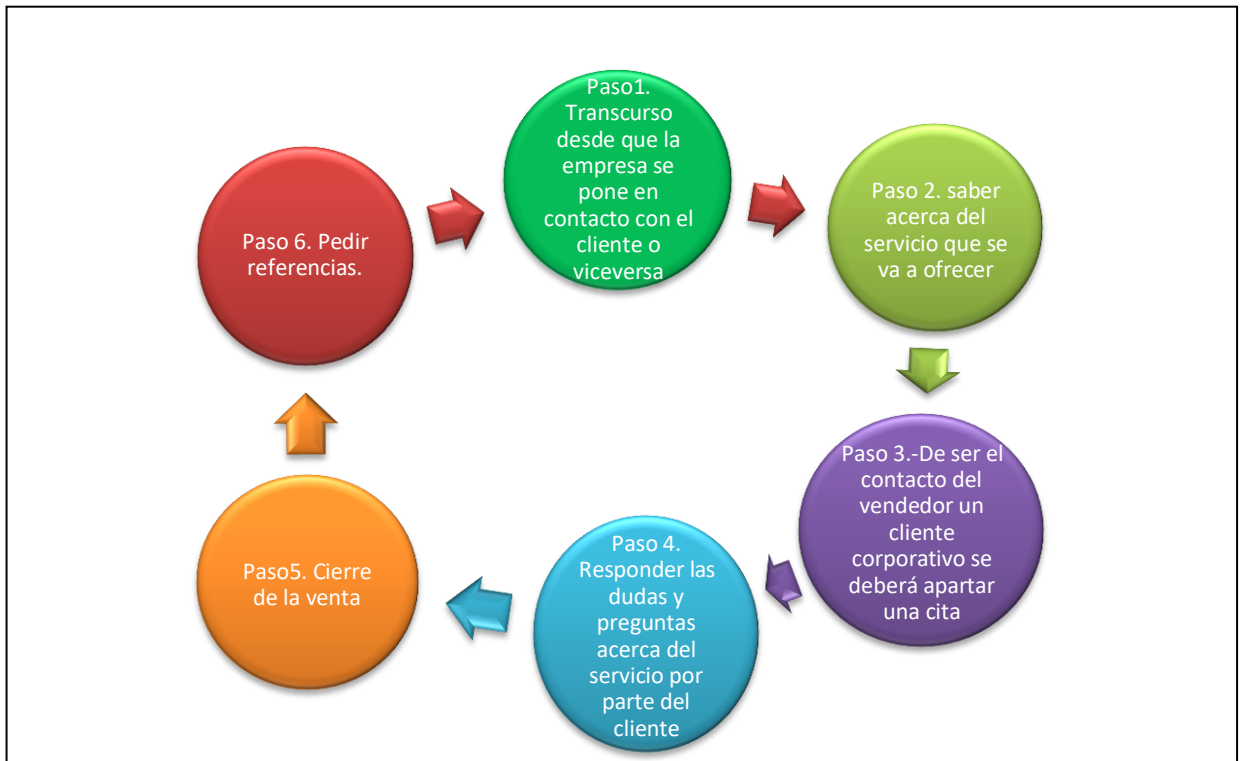 Paso1.
Transcurso
desde que la
empresa se
pone en
contacto con el
cliente o
viceversa
Paso 2. saber
acerca del
servicio que se
va a ofrecer
Paso 3.-De ser el
contacto del
vendedor un
cliente
corporativo se
deberá apartar
una cita
Paso 4.
Responder las
dudas y
preguntas
acerca del
servicio por
parte del
cliente
Paso5. Cierre
de la venta
Paso 6. Pedir
referencias.